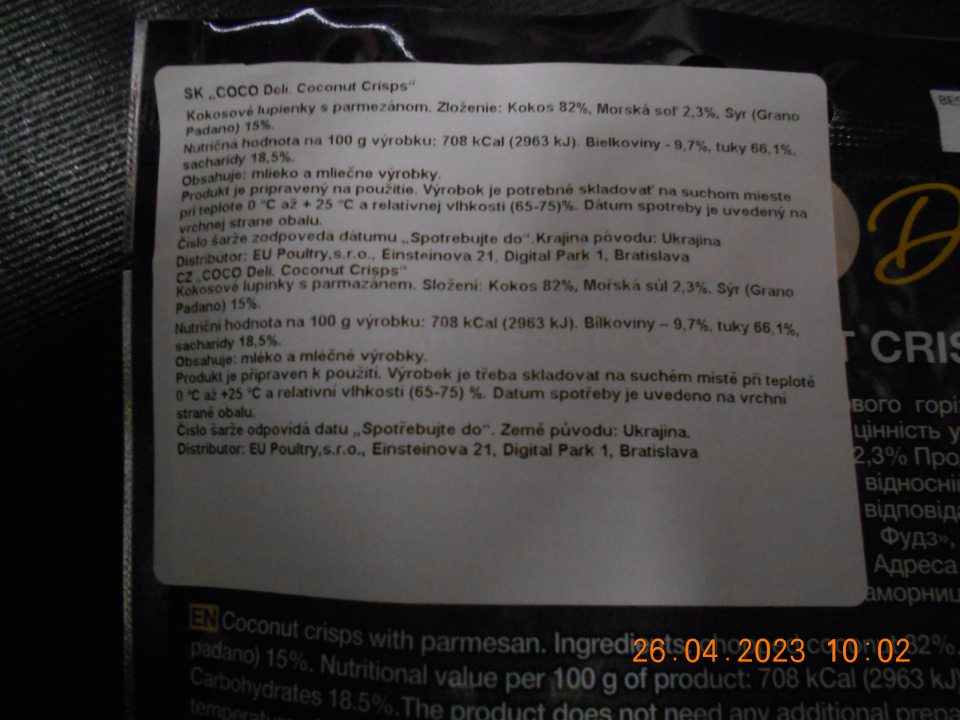 SK „COCO Deli. Coconut Crisps“
Kokosové lupienky s parmezánom. Zloženie: Kokos 82%, Morská soľ 2,3%, Syr (Grano
Padano) 15%.
Nutričná hodnota na 100 g výrobku: 708 kCal (2963 kJ). Bielkoviny - 9,7%, tuky 66,1%,
sacharidy 18,5%.
Obsahuje: mlieko a mliečne výrobky.
Produkt je pripravený na použitie. Výrobok je potrebné skladovať na suchom mieste
pri teplote 0 °C až + 25 °C a relatívnej vlhkosti (65-75)%. Dátum spotreby je uvedený na
vrchnej strane obalu.
Číslo šarže zodpovedá dátumu „Spotrebujte do“.Krajina pôvodu: Ukrajina
Distribútor: EU Poultry,s.r.o., Einsteinova 21, Digital Park 1, Bratislava
CZ „COCO Deli. Coconut Crisps“
Kokosové lupínky s parmazánem. Složení: Kokos 82%, Mořská sůl 2,3%, Sýr (Grano
Padano) 15%.
Nutriční hodnota na 100 g výrobku: 708 kCal (2963 kJ). Bílkoviny – 9,7%, tuky 66,1%,
sacharidy 18,5%.
Obsahuje: mléko a mléčné výrobky.
Produkt je připraven k použití. Výrobek je třeba skladovat na suchém místě při teplotě
0 °C až +25 °C a relativní vlhkosti (65-75) %. Datum spotřeby je uvedeno na vrchní
straně obalu.
Číslo šarže odpovídá datu „Spotřebujte do“. Země původu: Ukrajina.
Distributor: EU Poultry,s.r.o., Einsteinova 21, Digital Park 1, Bratislava
BES
D
T CRIS
вого горі
цінність у
2,3% Про
відносні
відповіда
Фудз»,
Адреса
аморниц
EN Coconut crisps with parmesan. Ingredients: coconut 82%,
padano) 15%. Nutritional value per 100 g of product: 708 kCal (2963 kJ)
Carbohydrates 18.5%.The product does not need any additional prepa
26.04.2023 10:02